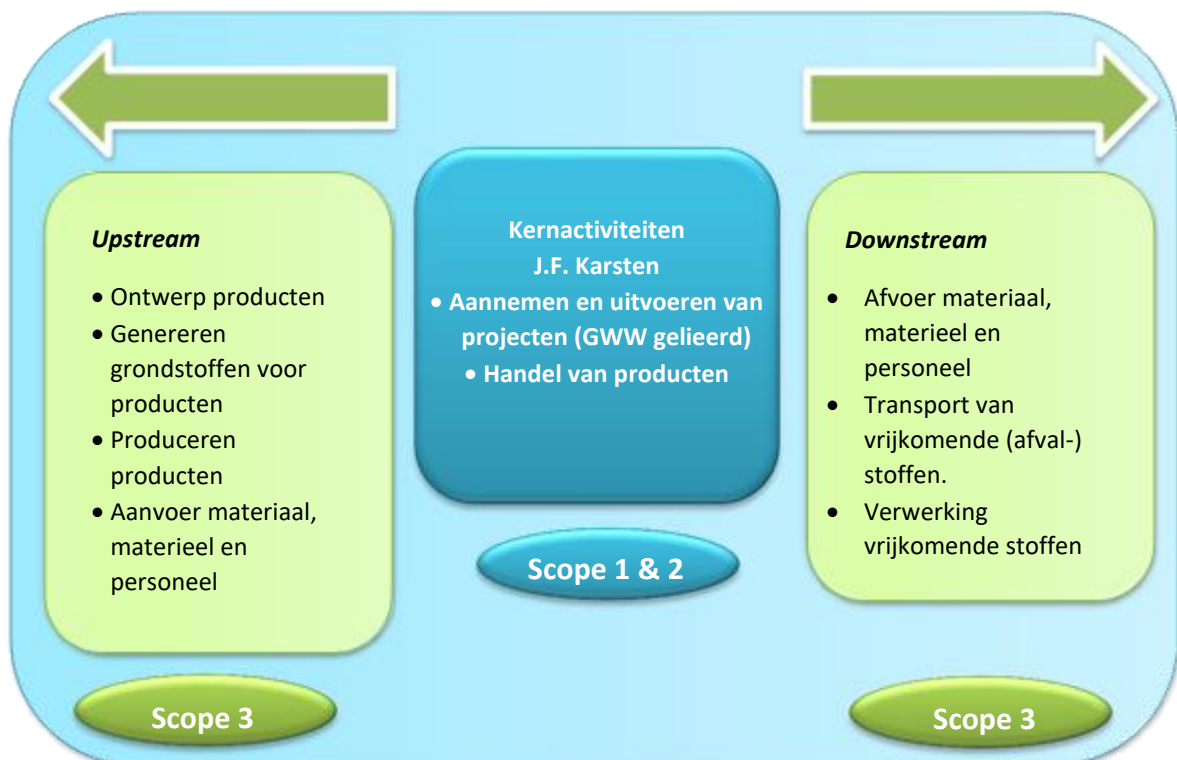 Upstream
• Ontwerp producten
• Genereren
grondstoffen voor
producten
• Produceren
producten
• Aanvoer materiaal,
materieel en
personeel
Scope 3
Kernactiviteiten
J.F. Karsten
• Aannemen en uitvoeren van
projecten (GWW gelieerd)
• Handel van producten
Scope 1 & 2
Downstream
• Afvoer materiaal,
materieel en
personeel
• Transport van
vrijkomende (afval-)
stoffen.
• Verwerking
vrijkomende stoffen
Scope 3